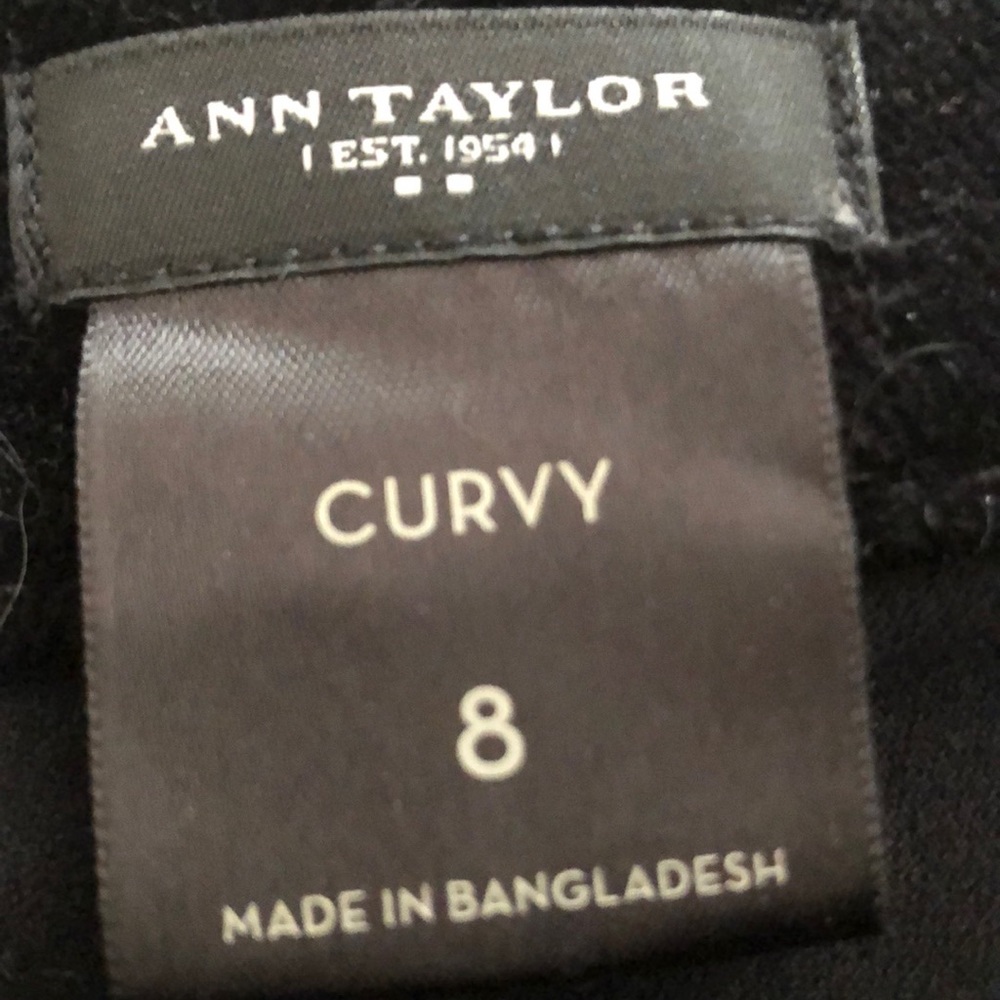 ANN TAYLOR
| EST. 1954 |
CURVY
8
MADE IN BANGLADESH